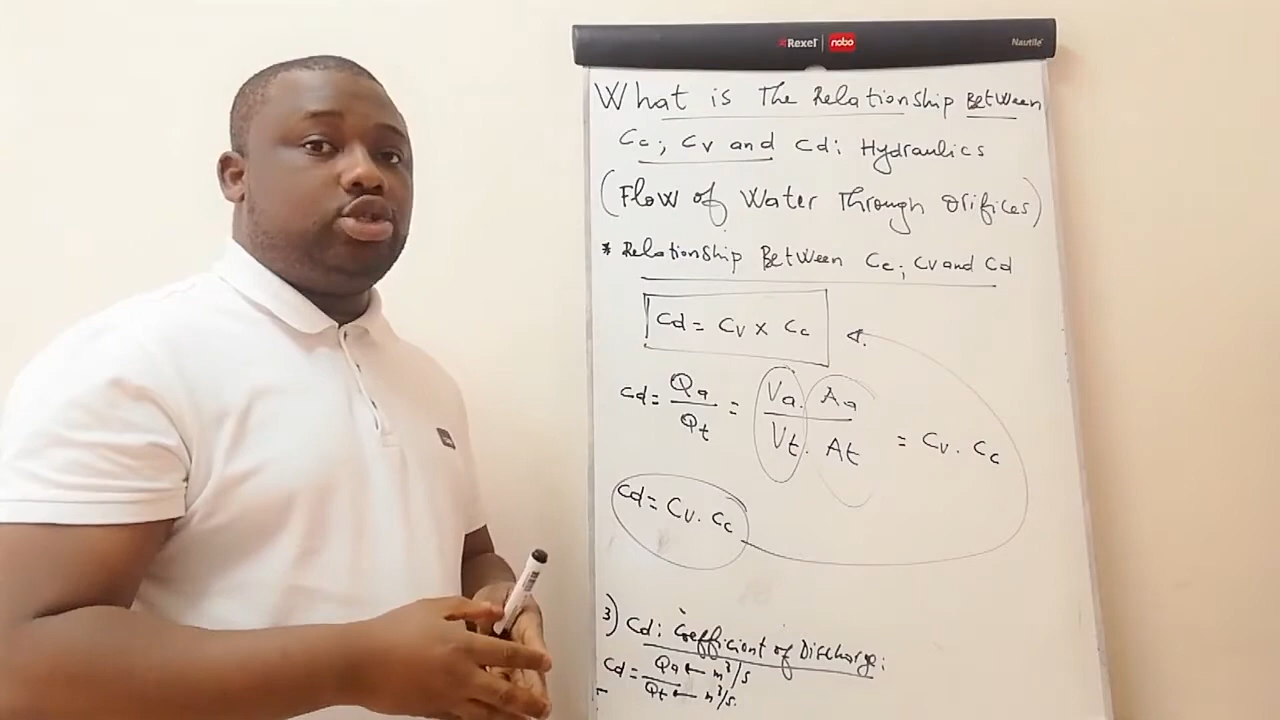 Rexel nobo Nautile
What is The Relationship Between
Cc; Cv and Cd: Hydraulics
(Flow of Water Through Orifices)
* Relationship Between Cc; Cv and Cd
Cd = Cv x Cc
Cd = Qa/Qt = Va. Aa/Vt. At = Cv. Cc
Cd = Cv. Cc
3) Cd: Coefficient of Discharge:
Cd = Qa ← m³/s
Qt ← m³/s.